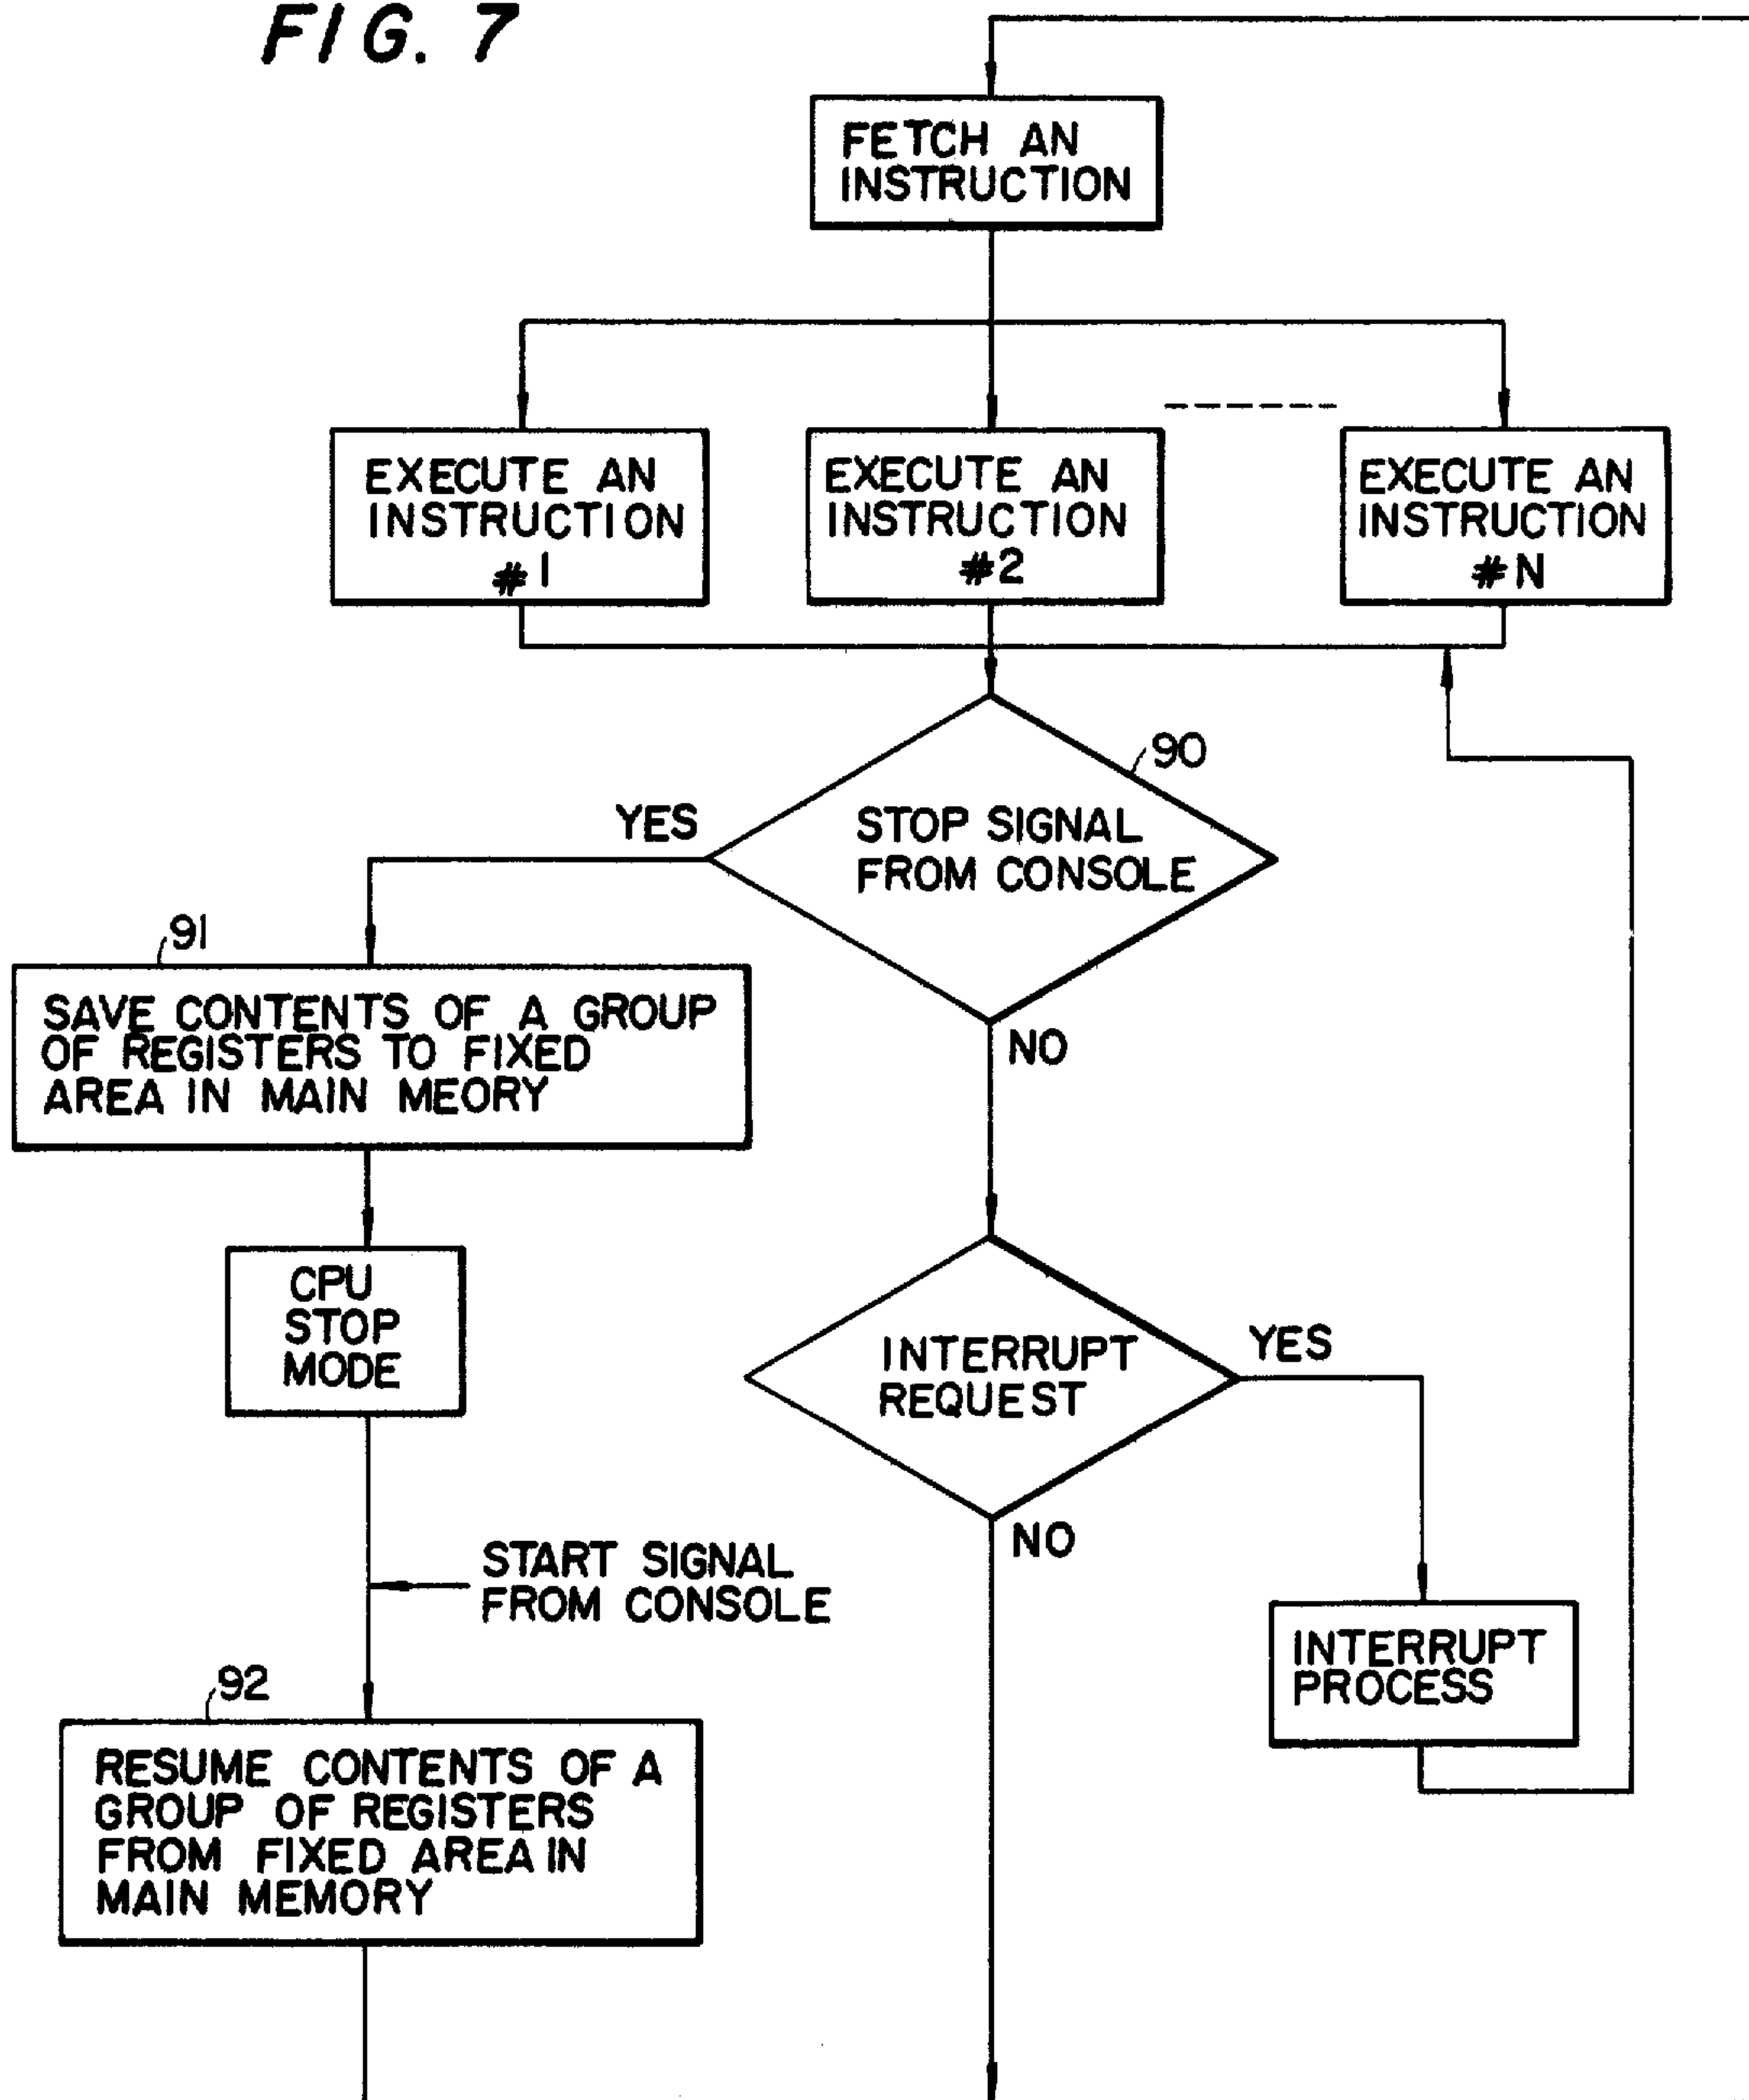 FIG. 7
FETCH AN
INSTRUCTION
EXECUTE AN
INSTRUCTION
#1
EXECUTE AN
INSTRUCTION
#2
EXECUTE AN
INSTRUCTION
#N
90
STOP SIGNAL
FROM CONSOLE
YES
NO
91
SAVE CONTENTS OF A GROUP
OF REGISTERS TO FIXED
AREA IN MAIN MEORY
CPU
STOP
MODE
INTERRUPT
REQUEST
YES
NO
START SIGNAL
FROM CONSOLE
INTERRUPT
PROCESS
92
RESUME CONTENTS OF A
GROUP OF REGISTERS
FROM FIXED AREA IN
MAIN MEMORY